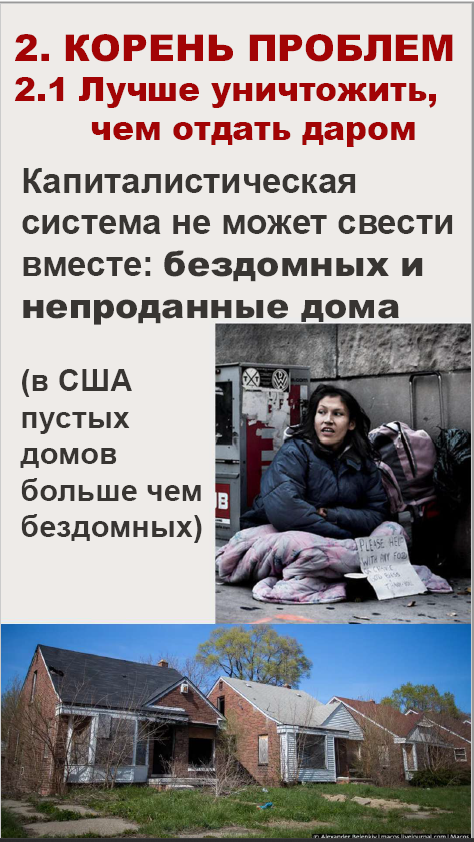 2. КОРЕНЬ ПРОБЛЕМ
2.1 Лучше уничтожить,
чем отдать даром
Капиталистическая
система не может свести
вместе: бездомных и
непроданные дома
(в США
пустых
домов
больше чем
бездомных)
PLEASE HELP
WITH ANY FOOD
© Alexander Belenkiy | macos.livejournal.com | Macos